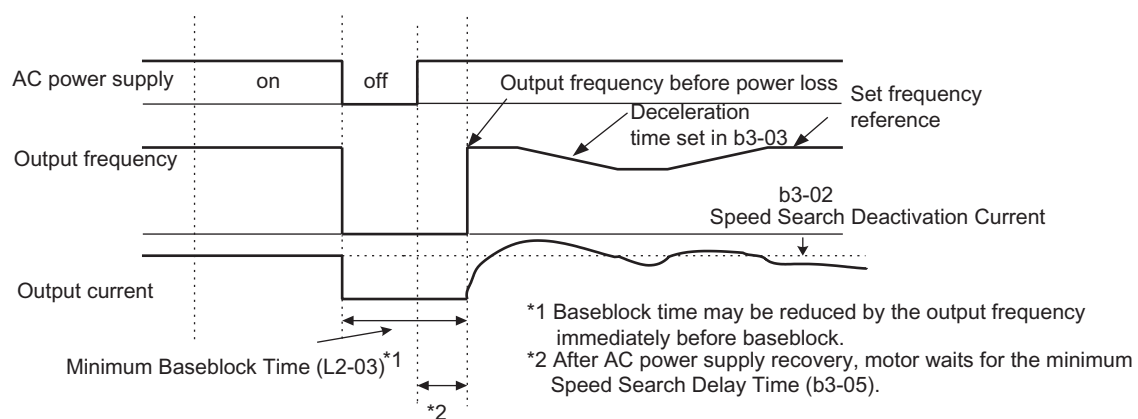 AC power supply
on
off
Output frequency before power loss
Deceleration
time set in b3-03
Set frequency
reference
Output frequency
b3-02
Speed Search Deactivation Current
Output current
*1 Baseblock time may be reduced by the output frequency
immediately before baseblock.
*2 After AC power supply recovery, motor waits for the minimum
Speed Search Delay Time (b3-05).
Minimum Baseblock Time (L2-03)*1
*2